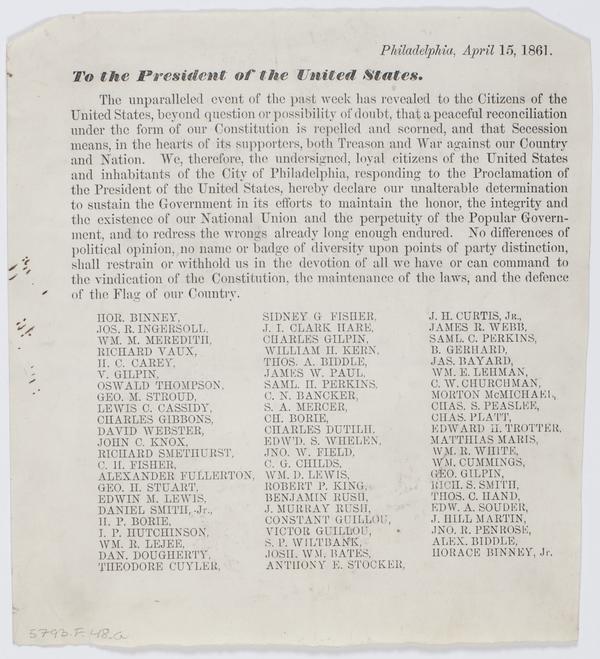 Philadelphia, April 15, 1861.
To the President of the United States.
The unparalleled event of the past week has revealed to the Citizens of the
United States, beyond question or possibility of doubt, that a peaceful reconciliation
under the form of our Constitution is repelled and scorned, and that Secession
means, in the hearts of its supporters, both Treason and War against our Country
and Nation. We, therefore, the undersigned, loyal citizens of the United States
and inhabitants of the City of Philadelphia, responding to the Proclamation of
the President of the United States, hereby declare our unalterable determination
to sustain the Government in its efforts to maintain the honor, the integrity and
the existence of our National Union and the perpetuity of the Popular Govern-
ment, and to redress the wrongs already long enough endured. No differences of
political opinion, no name or badge of diversity upon points of party distinction,
shall restrain or withhold us in the devotion of all we have or can command to
the vindication of the Constitution, the maintenance of the laws, and the defence
of the Flag of our Country.
HOR. BINNEY,
JOS. R. INGERSOLL,
WM. M. MEREDITH,
RICHARD VAUX,
H. C. CAREY,
V. GILPIN,
OSWALD THOMPSON,
GEO. M. STROUD,
LEWIS C. CASSIDY,
CHARLES GIBBONS,
DAVID WEBSTER,
JOHN C. KNOX,
RICHARD SMETHURST,
C. H. FISHER,
ALEXANDER FULLERTON,
GEO. H. STUART,
EDWIN M. LEWIS,
DANIEL SMITH, Jr.,
H. P. BORIE,
I. P. HUTCHINSON,
WM. R. LEJEE,
DAN. DOUGHERTY,
THEODORE CUYLER,
SIDNEY G FISHER,
J. I. CLARK HARE,
CHARLES GILPIN,
WILLIAM H. KERN,
THOS. A. BIDDLE,
JAMES W. PAUL,
SAML. H. PERKINS,
C. N. BANCKER,
S. A. MERCER,
CH. BORIE,
CHARLES DUTILH,
EDW'D. S. WHELEN,
JNO. W. FIELD,
C. G. CHILDS,
WM. D. LEWIS,
ROBERT P. KING,
BENJAMIN RUSH,
J. MURRAY RUSH,
CONSTANT GUILLOU,
VICTOR GUILLOU,
S. P. WILTBANK,
JOSH. WM. BATES,
ANTHONY E. STOCKER,
J. H. CURTIS, Jr.,
JAMES R. WEBB,
SAML. C. PERKINS,
B. GERHARD,
JAS. BAYARD,
WM. E. LEHMAN,
C. W. CHURCHMAN,
MORTON McMICHAEL,
CHAS. S. PEASLEE,
CHAS. PLATT,
EDWARD H. TROTTER,
MATTHIAS MARIS,
WM. R. WHITE,
WM. CUMMINGS,
GEO. GILPIN,
RICH. S. SMITH,
THOS. C. HAND,
EDW. A. SOUDER,
J. HILL MARTIN,
JNO. R. PENROSE,
ALEX. BIDDLE,
HORACE BINNEY, Jr.
5793.F.48.a